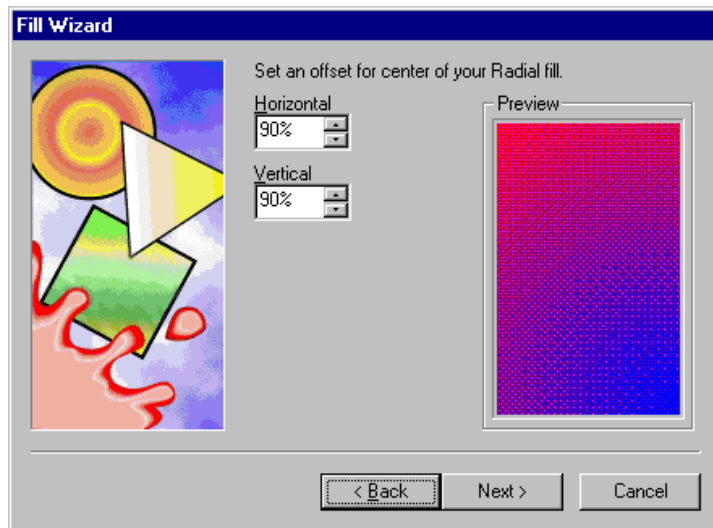 Fill Wizard
Set an offset for center of your Radial fill.
Horizontal
90%
Vertical
90%
Preview
< Back
Next >
Cancel